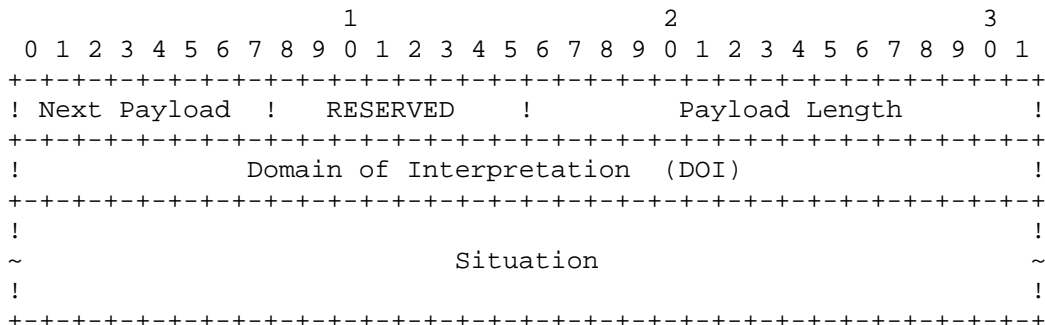 1                   2                   3
 0 1 2 3 4 5 6 7 8 9 0 1 2 3 4 5 6 7 8 9 0 1 2 3 4 5 6 7 8 9 0 1
+-+-+-+-+-+-+-+-+-+-+-+-+-+-+-+-+-+-+-+-+-+-+-+-+-+-+-+-+-+-+-+-+
! Next Payload  !   RESERVED    !         Payload Length        !
+-+-+-+-+-+-+-+-+-+-+-+-+-+-+-+-+-+-+-+-+-+-+-+-+-+-+-+-+-+-+-+-+
!              Domain of Interpretation  (DOI)                  !
+-+-+-+-+-+-+-+-+-+-+-+-+-+-+-+-+-+-+-+-+-+-+-+-+-+-+-+-+-+-+-+-+
!                                                               !
~                           Situation                           ~
!                                                               !
+-+-+-+-+-+-+-+-+-+-+-+-+-+-+-+-+-+-+-+-+-+-+-+-+-+-+-+-+-+-+-+-+